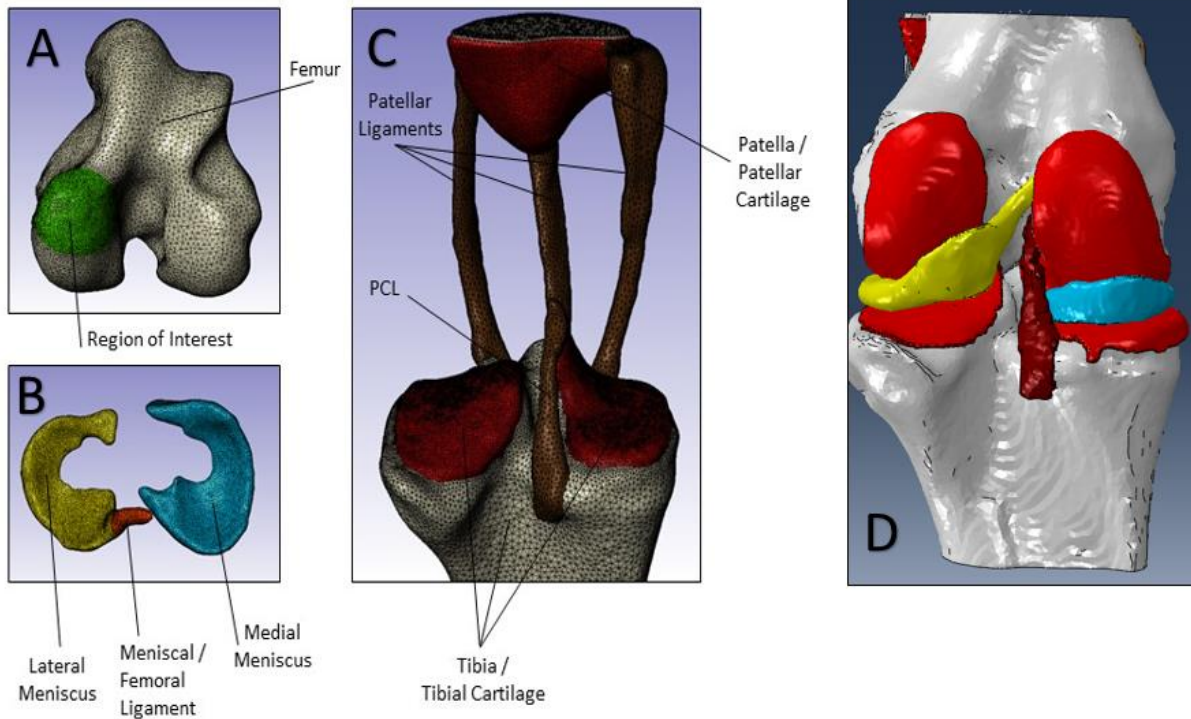 A
Femur
Region of Interest
B
Lateral
Meniscus
Meniscal /
Femoral
Ligament
Medial
Meniscus
C
Patellar
Ligaments
Patella /
Patellar
Cartilage
PCL
Tibia /
Tibial Cartilage
D